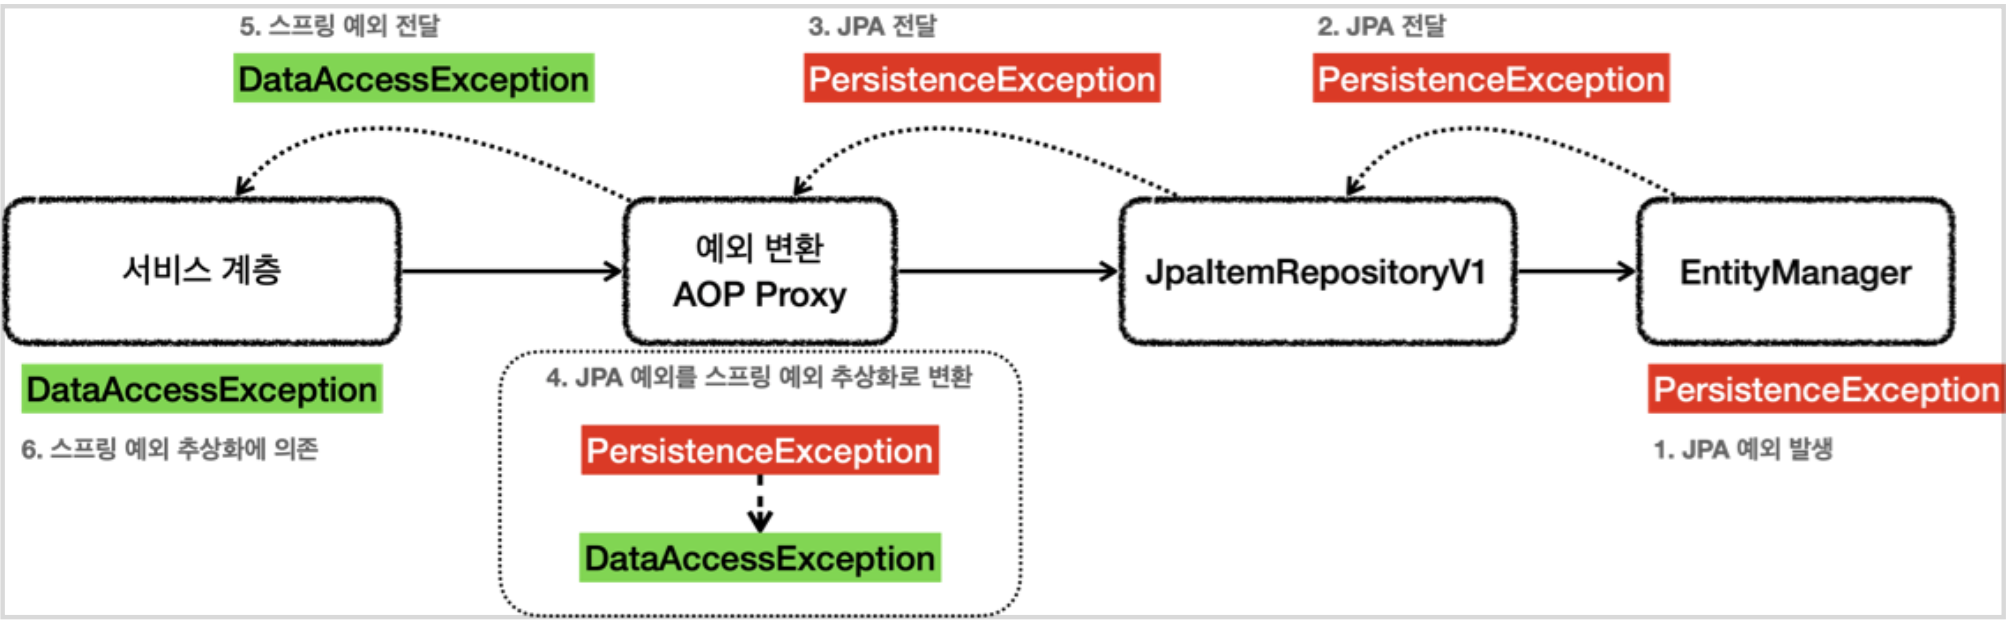 5. 스프링 예외 전달
DataAccessException
3. JPA 전달
PersistenceException
2. JPA 전달
PersistenceException
서비스 계층
예외 변환
AOP Proxy
JpaItemRepositoryV1
EntityManager
DataAccessException
6. 스프링 예외 추상화에 의존
4. JPA 예외를 스프링 예외 추상화로 변환
PersistenceException
DataAccessException
PersistenceException
1. JPA 예외 발생